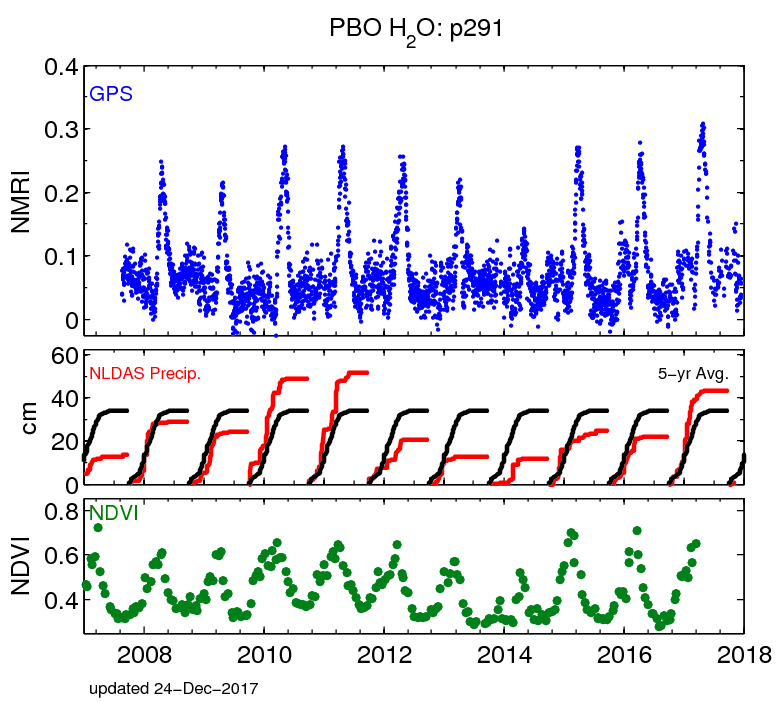 PBO H2O: p291
0.4
GPS
0.3
NMRI
0.2
0.1
0
60
NLDAS Precip. 5−yr Avg.
40
cm
20
0
0.8
NDVI
NDVI
0.6
0.4
2008 2010 2012 2014 2016 2018
updated 24−Dec−2017